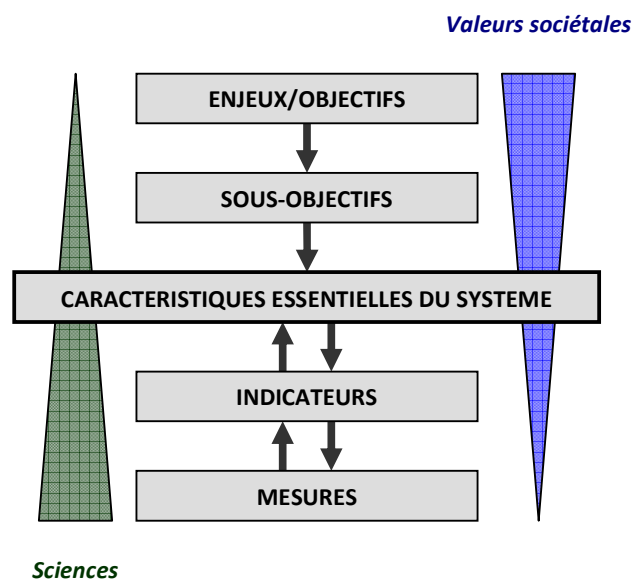 Valeurs sociétales
ENJEUX/OBJECTIFS
SOUS-OBJECTIFS
CARACTERISTIQUES ESSENTIELLES DU SYSTEME
INDICATEURS
MESURES
Sciences